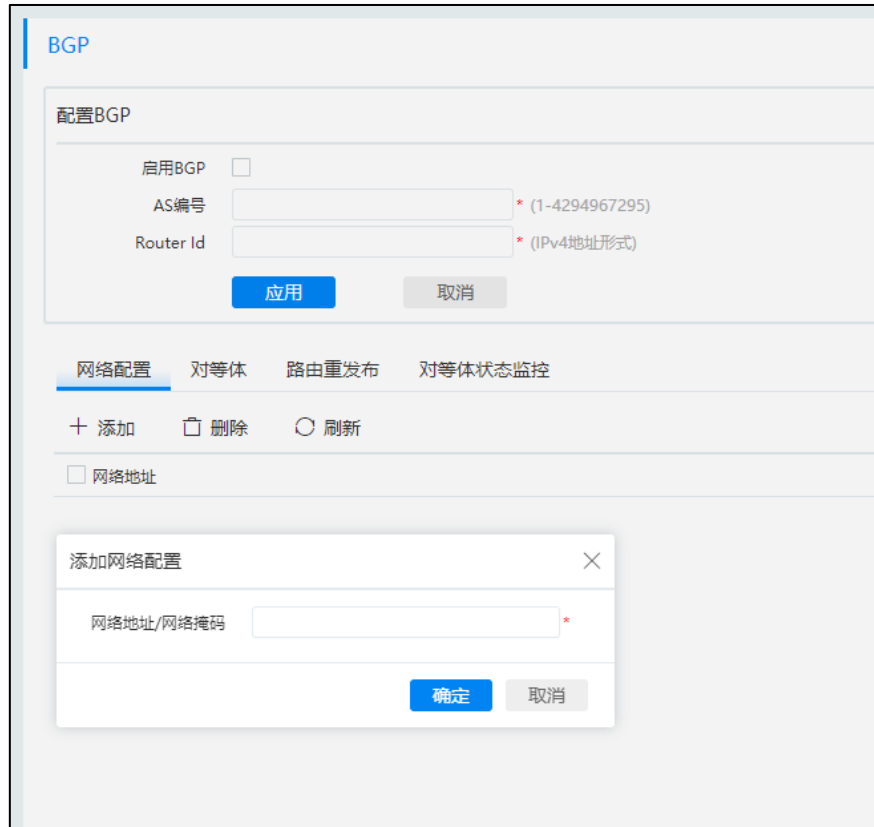 BGP
配置BGP
启用BGP
AS编号 * (1-4294967295)
Router Id * (IPv4地址形式)
应用 取消
网络配置 对等体 路由重发布 对等体状态监控
添加 删除 刷新
网络地址
添加网络配置
网络地址/网络掩码 *
确定 取消